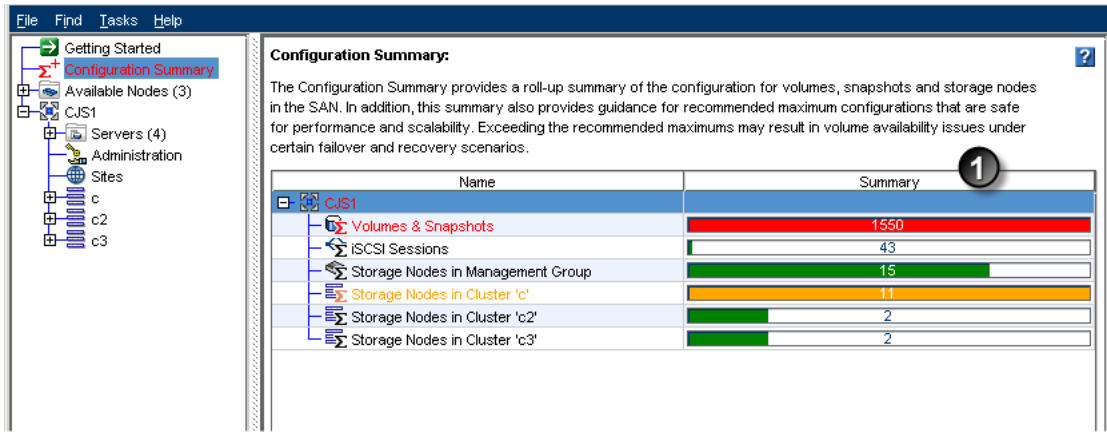 File Find Tasks Help
Getting Started
Configuration Summary
Available Nodes (3)
CJS1
Servers (4)
Administration
Sites
c
c2
c3
Configuration Summary:
?
The Configuration Summary provides a roll-up summary of the configuration for volumes, snapshots and storage nodes
in the SAN. In addition, this summary also provides guidance for recommended maximum configurations that are safe
for performance and scalability. Exceeding the recommended maximums may result in volume availability issues under
certain failover and recovery scenarios.
1
Name Summary
CJS1
Volumes & Snapshots 1550
iSCSI Sessions 43
Storage Nodes in Management Group 15
Storage Nodes in Cluster 'c' 11
Storage Nodes in Cluster 'c2' 2
Storage Nodes in Cluster 'c3' 2